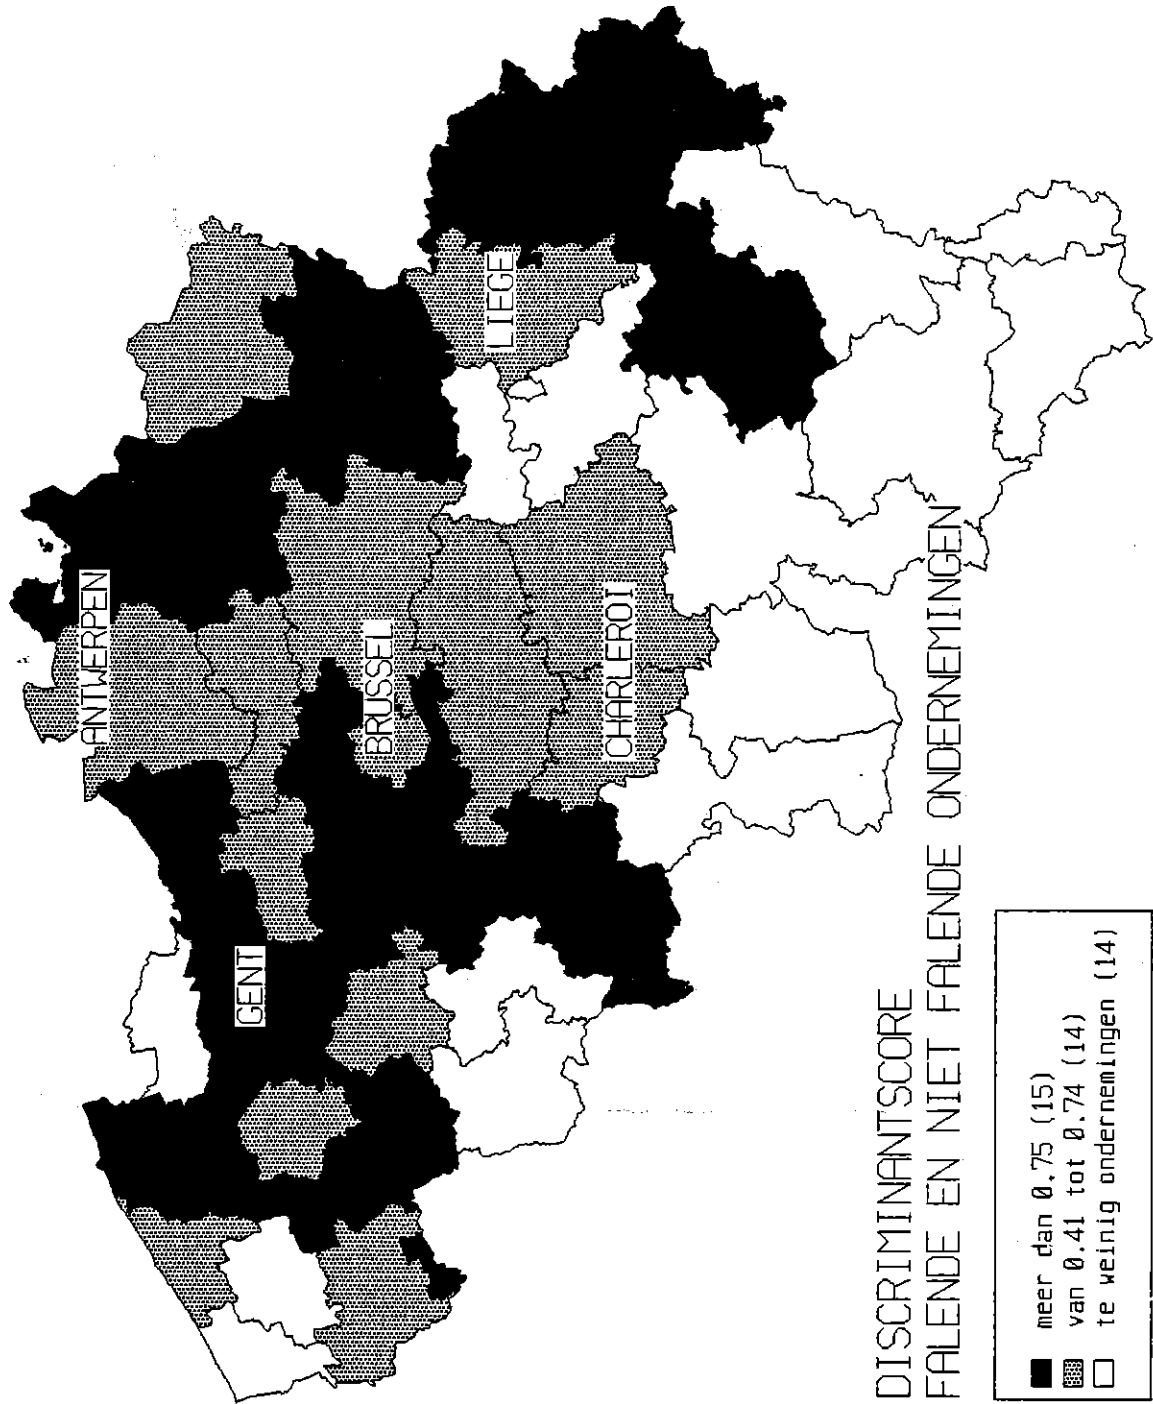 ANTWERPEN
GENT
BRUSSEL
LIEGE
CHARLEROI
DISCRIMINANTSCORE
FALENDE EN NIET FALENDE ONDERNEMINGEN
meer dan 0.75 (15)
van 0.41 tot 0.74 (14)
te weinig ondernemingen (14)